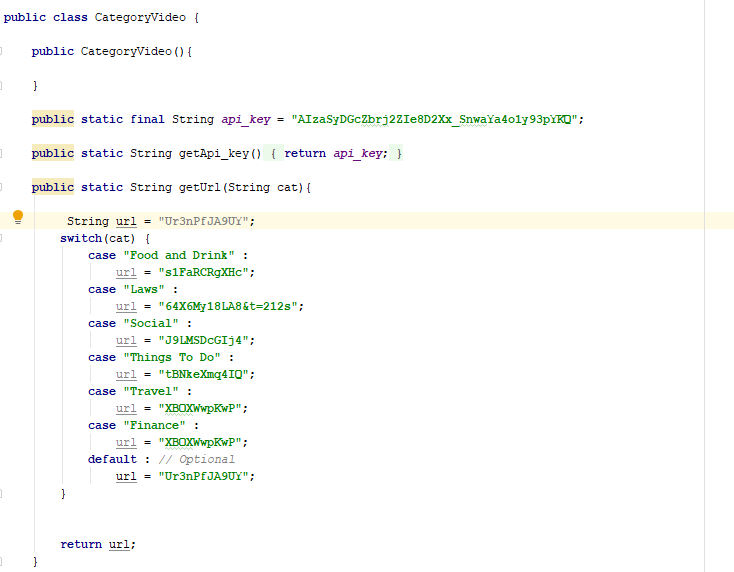 public class CategoryVideo {
public CategoryVideo(){
}
public static final String api_key = "AIzaSyDGcZbrj2ZIe8D2Xx_SnwaYa4o1y93pYKQ";
public static String getApi_key() { return api_key; }
public static String getUrl(String cat){
String url = "Ur3nPfJA9UY";
switch(cat) {
case "Food and Drink" :
url = "s1FaRCRgXHc";
case "Laws" :
url = "64X6My18LA8&t=212s";
case "Social" :
url = "J9LMSDcGIj4";
case "Things To Do" :
url = "tBNkeXmq4IQ";
case "Travel" :
url = "XBOXWwpKwP";
case "Finance" :
url = "XBOXWwpKwP";
default : // Optional
url = "Ur3nPfJA9UY";
}
return url;
}